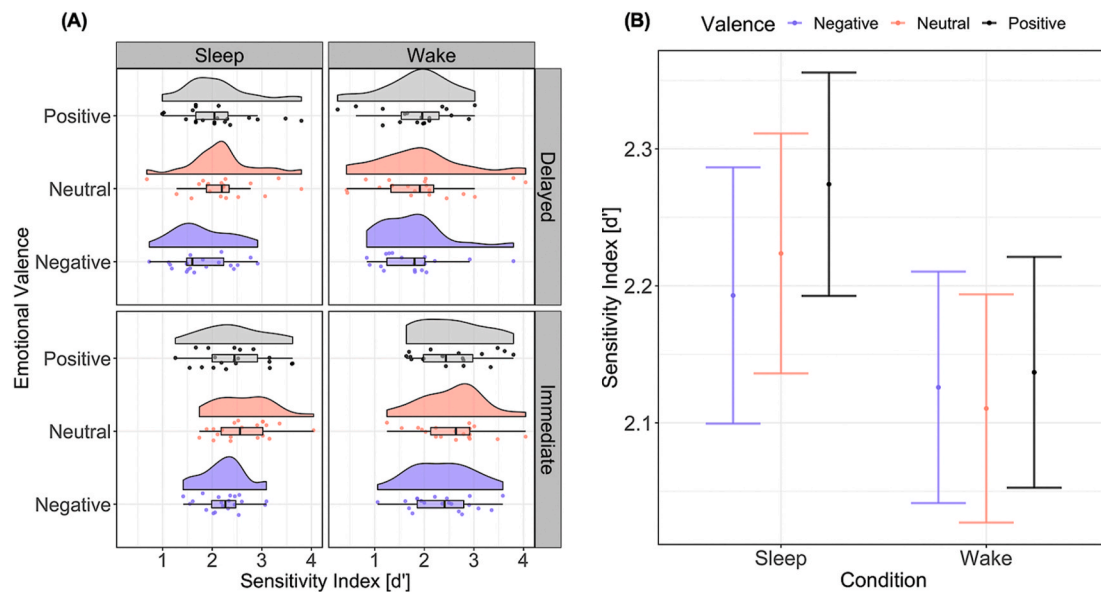 (A)
Sleep
Wake
Emotional Valence
Positive
Neutral
Negative
Delayed
Positive
Neutral
Negative
Immediate
1 2 3 4
1 2 3 4
Sensitivity Index [d']
(B)
Valence Negative Neutral Positive
Sensitivity Index [d']
2.3
2.2
2.1
Sleep Wake
Condition